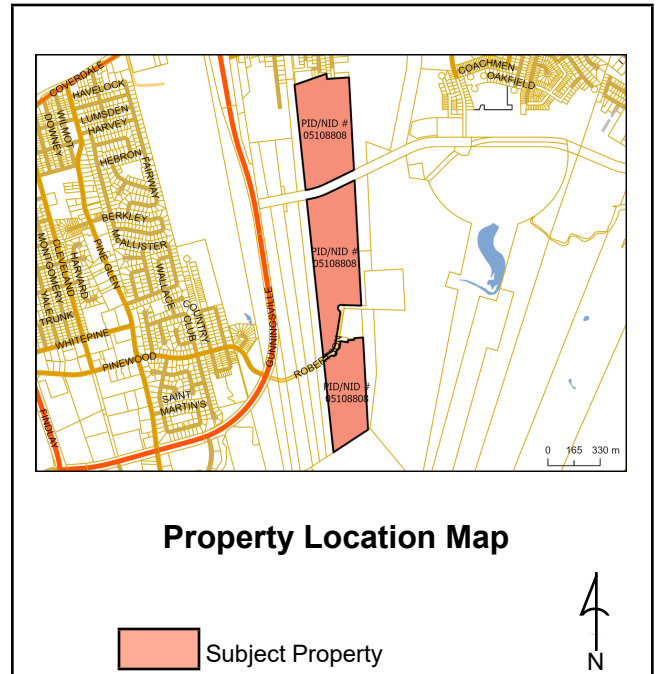 COVERDALE
HAVELOCK
WILMOT
DOWNEY
LUMSDEN
HARVEY
HEBRON
FAIRWAY
BERKLEY
MCALLISTER
MONTGOMERY
CLEVELAND
HARVARD
PINE GLEN
YALE
TRUNK
WALLACE
COUNTRY
CLUB
WHITEPINE
PINEWOOD
SAINT
MARTIN'S
FINDLAY
GUNNINGSVILLE
ROBERTSON
COACHMEN
OAKFIELD
PID/NID #
05108808
PID/NID #
05108808
PID/NID #
05108808
0 165 330 m
Property Location Map
Subject Property
N